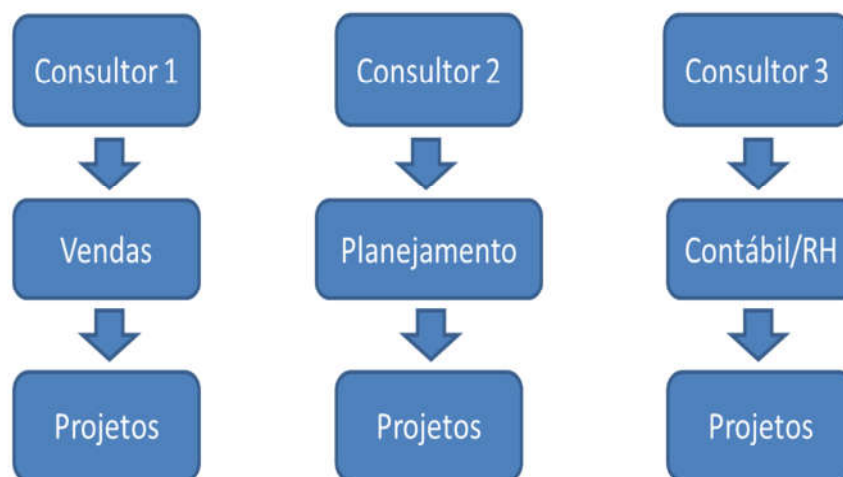 Consultor 1
Consultor 2
Consultor 3
Vendas
Planejamento
Contábil/RH
Projetos
Projetos
Projetos